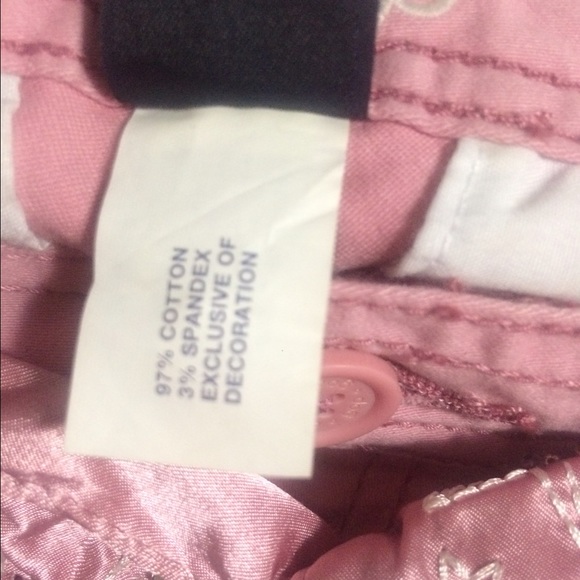 97% COTTON
3% SPANDEX
EXCLUSIVE OF
DECORATION